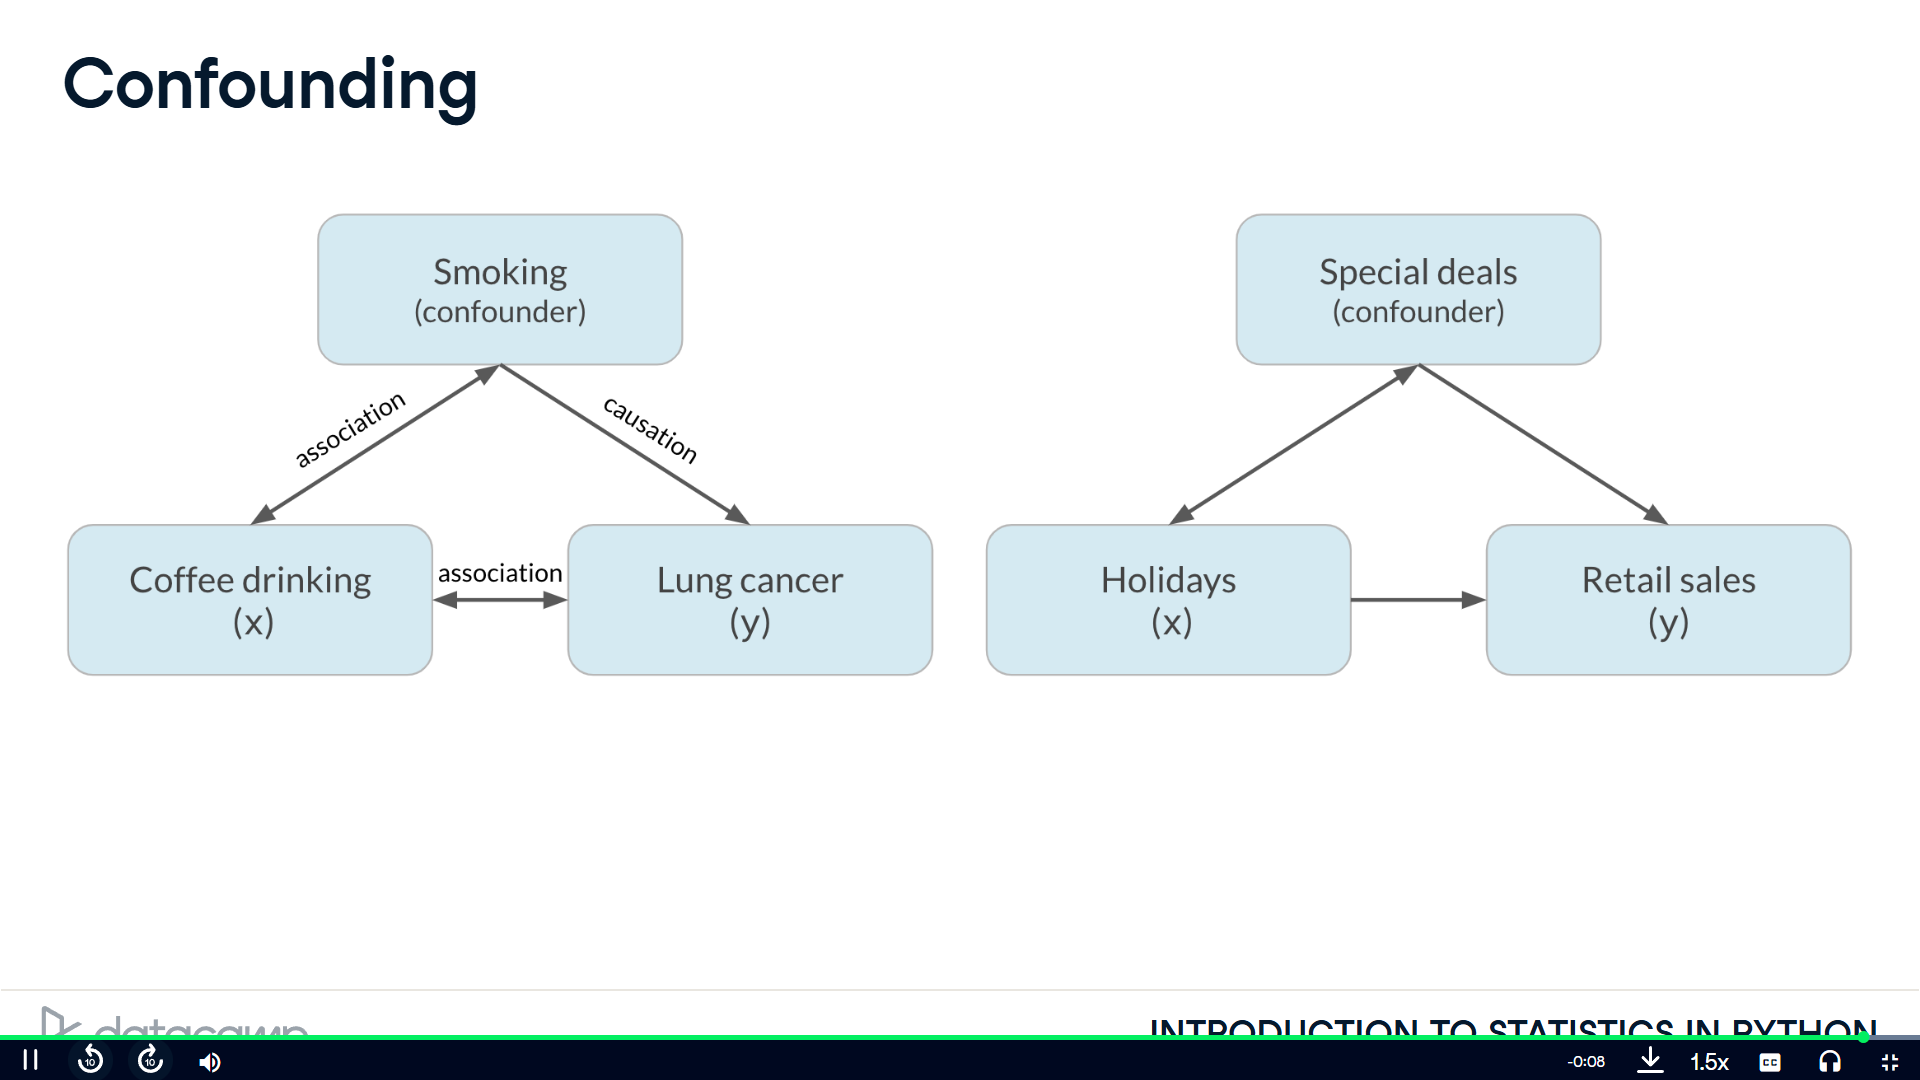 Confounding
Smoking
(confounder)
association
causation
Coffee drinking
(x)
association
Lung cancer
(y)
Special deals
(confounder)
Holidays
(x)
Retail sales
(y)
datacamp
INTRODUCTION TO STATISTICS IN PYTHON
10
10
-0:08
1.5x
CC